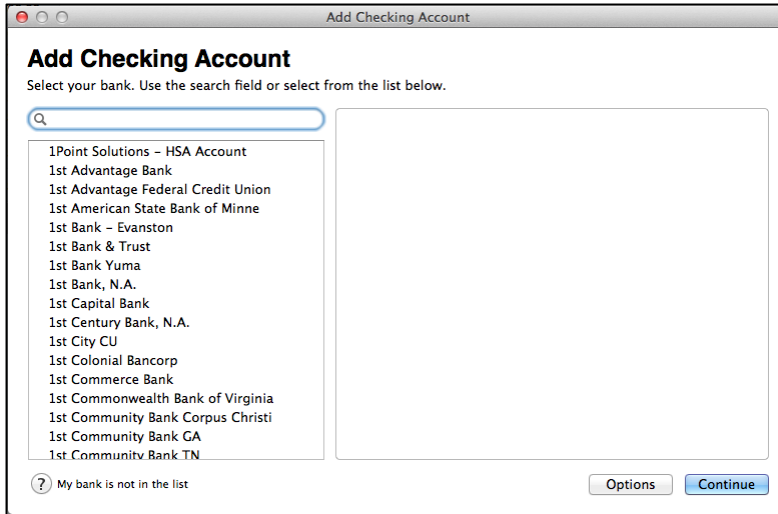 Add Checking Account
Add Checking Account
Select your bank. Use the search field or select from the list below.
1Point Solutions – HSA Account
1st Advantage Bank
1st Advantage Federal Credit Union
1st American State Bank of Minne
1st Bank – Evanston
1st Bank & Trust
1st Bank Yuma
1st Bank, N.A.
1st Capital Bank
1st Century Bank, N.A.
1st City CU
1st Colonial Bancorp
1st Commerce Bank
1st Commonwealth Bank of Virginia
1st Community Bank Corpus Christi
1st Community Bank GA
1st Community Bank TN
? My bank is not in the list
Options
Continue